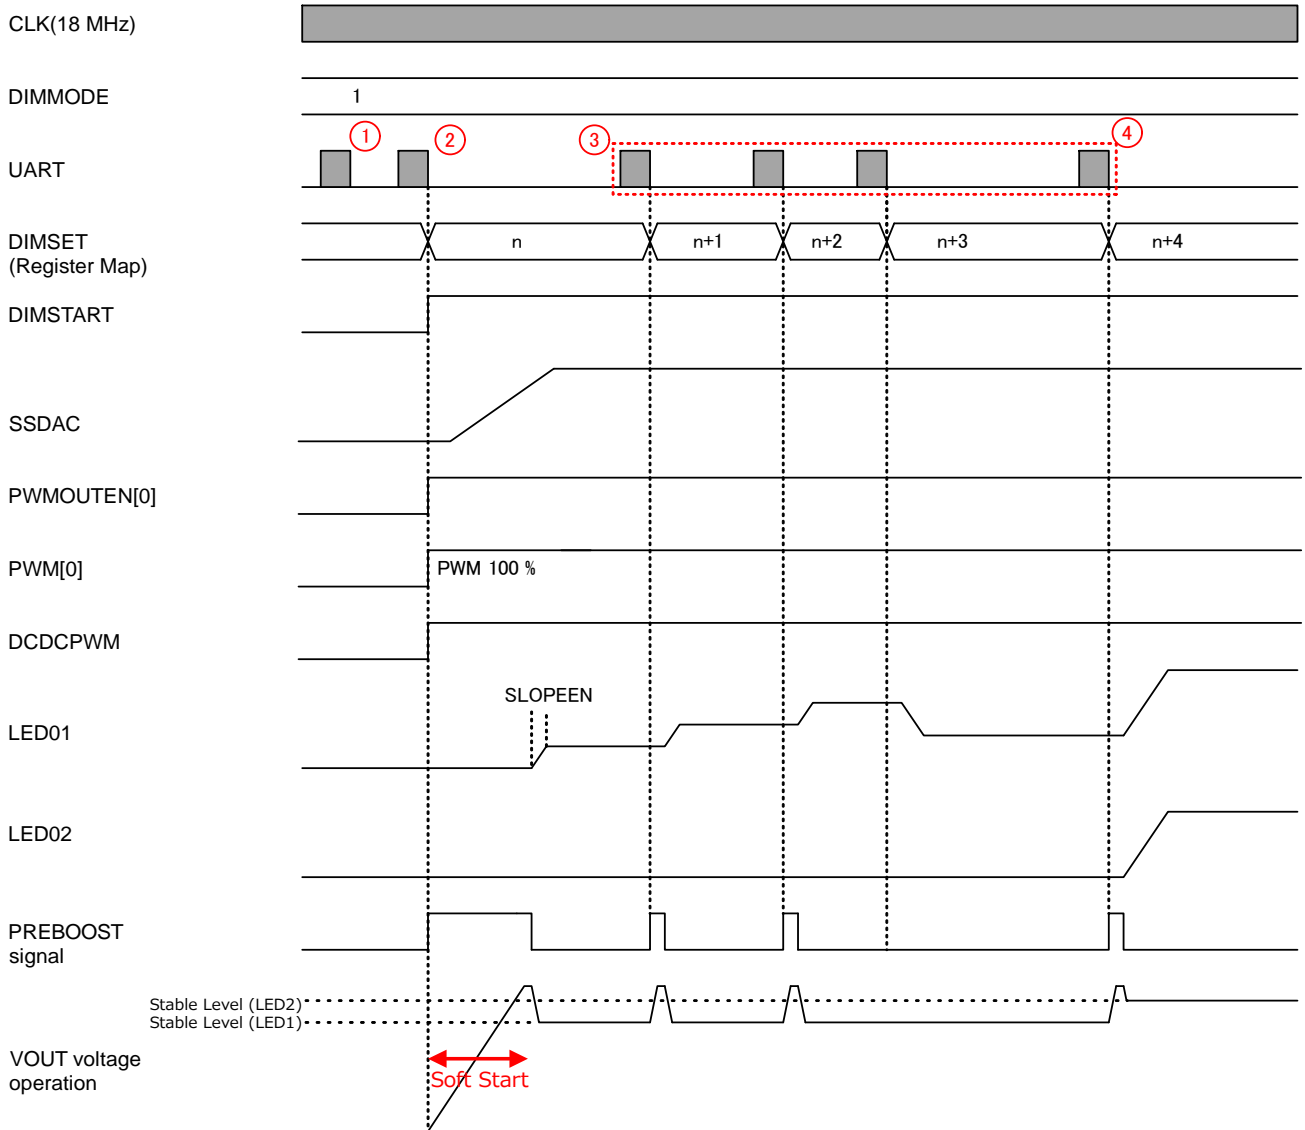 CLK(18 MHz)
DIMMODE
1
1
2
3
4
UART
DIMSET
(Register Map)
n
n+1
n+2
n+3
n+4
DIMSTART
SSDAC
PWMOUTEN[0]
PWM[0]
PWM 100 %
DCDCPWM
SLOPEEN
LED01
LED02
PREBOOST
signal
Stable Level (LED2)
Stable Level (LED1)
VOUT voltage
operation
Soft Start